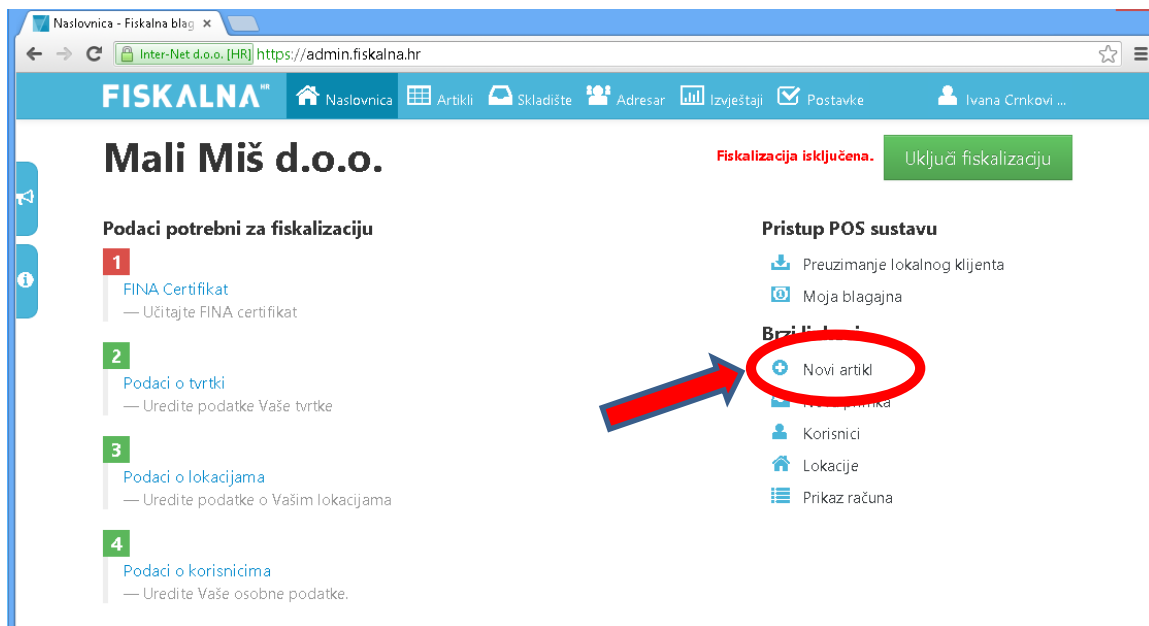 Naslovnica - Fiskalna blag
Inter-Net d.o.o. [HR] https://admin.fiskalna.hr
FISKALNA HR Naslovnica Artikli Skladište Adresar Izvještaji Postavke Ivana Crnkovi ...
Mali Miš d.o.o.
Fiskalizacija isključena. Uključi fiskalizaciju
Podaci potrebni za fiskalizaciju
1
FINA Certifikat
— Učitajte FINA certifikat
2
Podaci o tvrtki
— Uredite podatke Vaše tvrtke
3
Podaci o lokacijama
— Uredite podatke o Vašim lokacijama
4
Podaci o korisnicima
— Uredite Vaše osobne podatke.
Pristup POS sustavu
Preuzimanje lokalnog klijenta
Moja blagajna
Brzi
Novi artikl
Korisnici
Lokacije
Prikaz računa